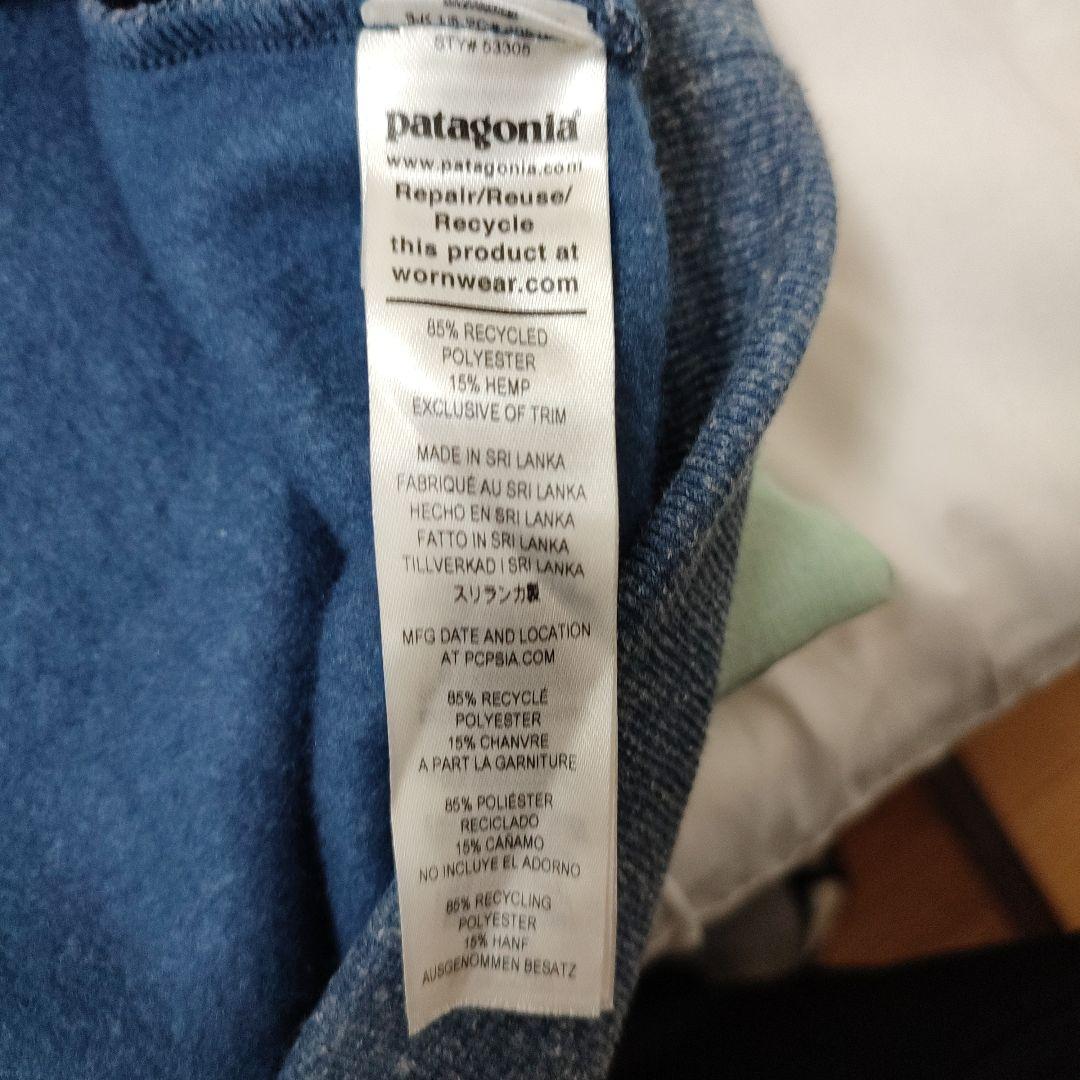 STY# 53305
patagonia®
www.patagonia.com
Repair/Reuse/
Recycle
this product at
wornwear.com
85% RECYCLED
POLYESTER
15% HEMP
EXCLUSIVE OF TRIM
MADE IN SRI LANKA
FABRIQUÉ AU SRI LANKA
HECHO EN SRI LANKA
FATTO IN SRI LANKA
TILLVERKAD I SRI LANKA
スリランカ製
MFG DATE AND LOCATION
AT PCPSIA.COM
85% RECYCLÉ
POLYESTER
15% CHANVRE
A PART LA GARNITURE
85% POLIÉSTER
RECICLADO
15% CAÑAMO
NO INCLUYE EL ADORNO
85% RECYCLING
POLYESTER
15% HANF
AUSGENOMMEN BESATZ